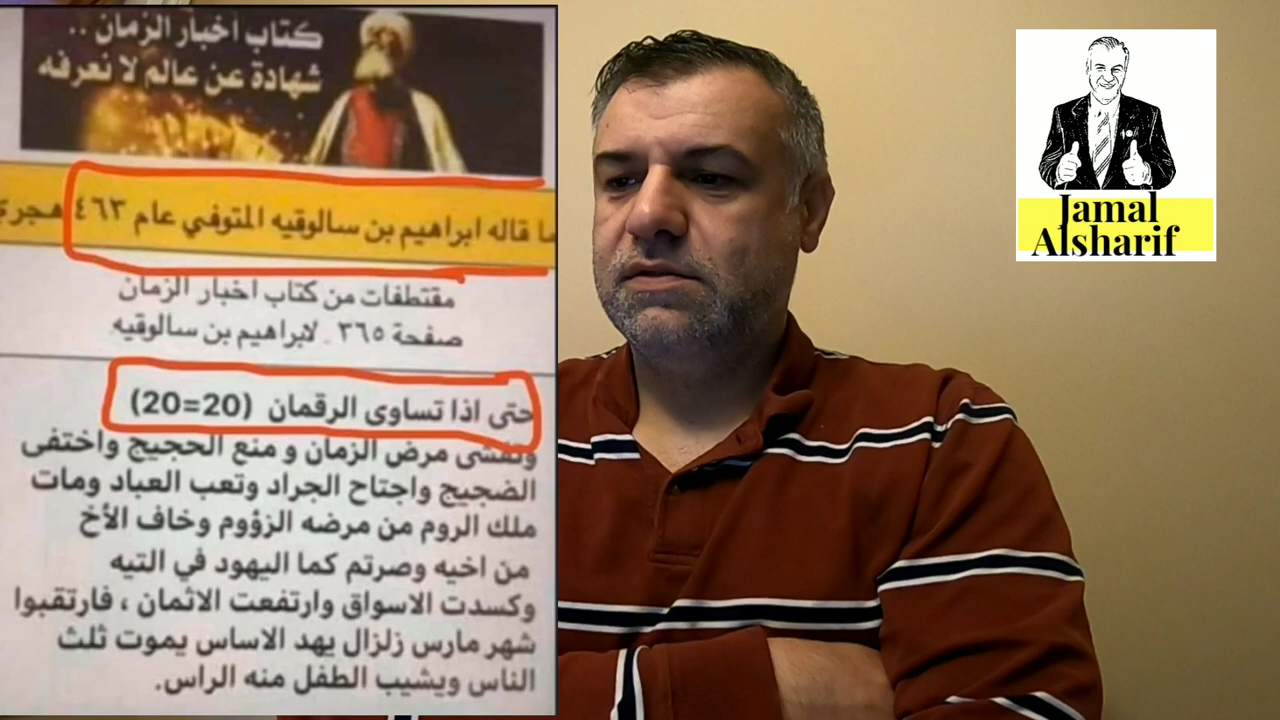 كتاب أخبار الزمان ..
شهادة عن عالم لا نعرفه
ما قاله ابراهيم بن سالوقيه المتوفي عام ٤٦٣ هجري
مقتطفات من كتاب اخبار الزمان
صفحة ٣٦٥ . لابراهيم بن سالوقيه
حتى اذا تساوى الرقمان (20=20)
وتفشى مرض الزمان و منع الحجيج واختفى
الضجيج واجتاح الجراد وتعب العباد ومات
ملك الروم من مرضه الزؤوم وخاف الأخ
من اخيه وصرتم كما اليهود في التيه
وكسدت الاسواق وارتفعت الاثمان ، فارتقبوا
شهر مارس زلزال يهد الاساس يموت ثلث
الناس ويشيب الطفل منه الراس.
Jamal
Alsharif